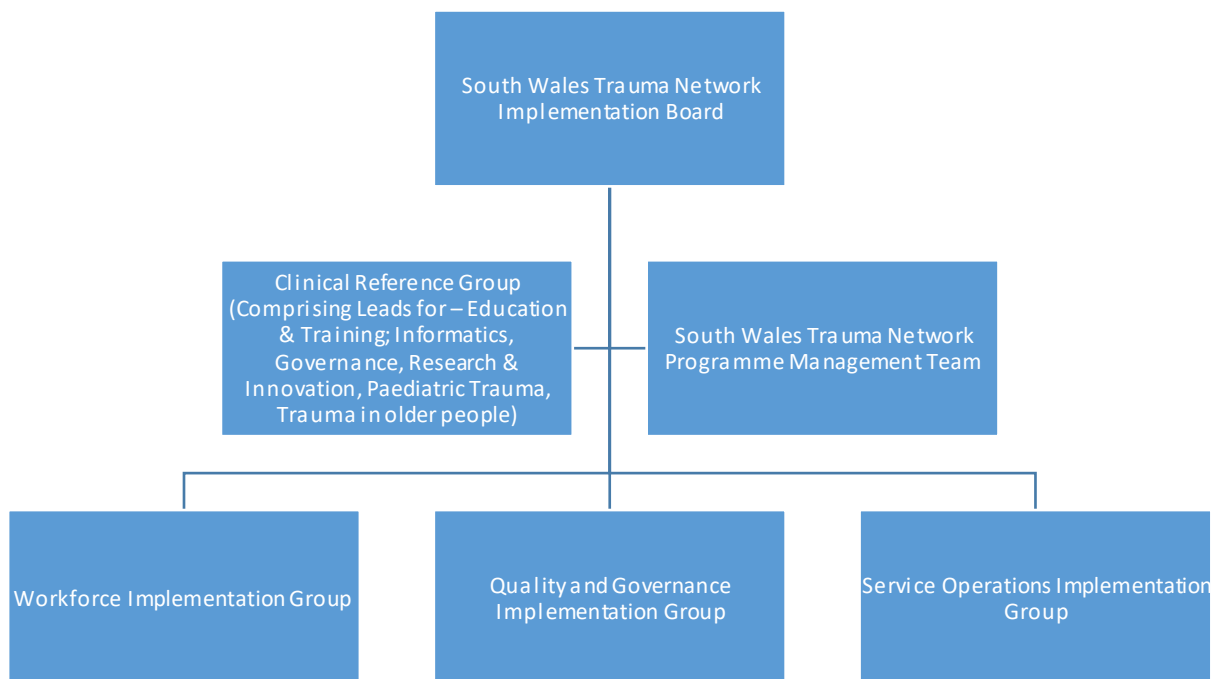 South Wales Trauma Network
Implementation Board
Clinical Reference Group
(Comprising Leads for – Education
& Training; Informatics,
Governance, Research &
Innovation, Paediatric Trauma,
Trauma in older people)
South Wales Trauma Network
Programme Management Team
Workforce Implementation Group
Quality and Governance
Implementation Group
Service Operations Implementation
Group